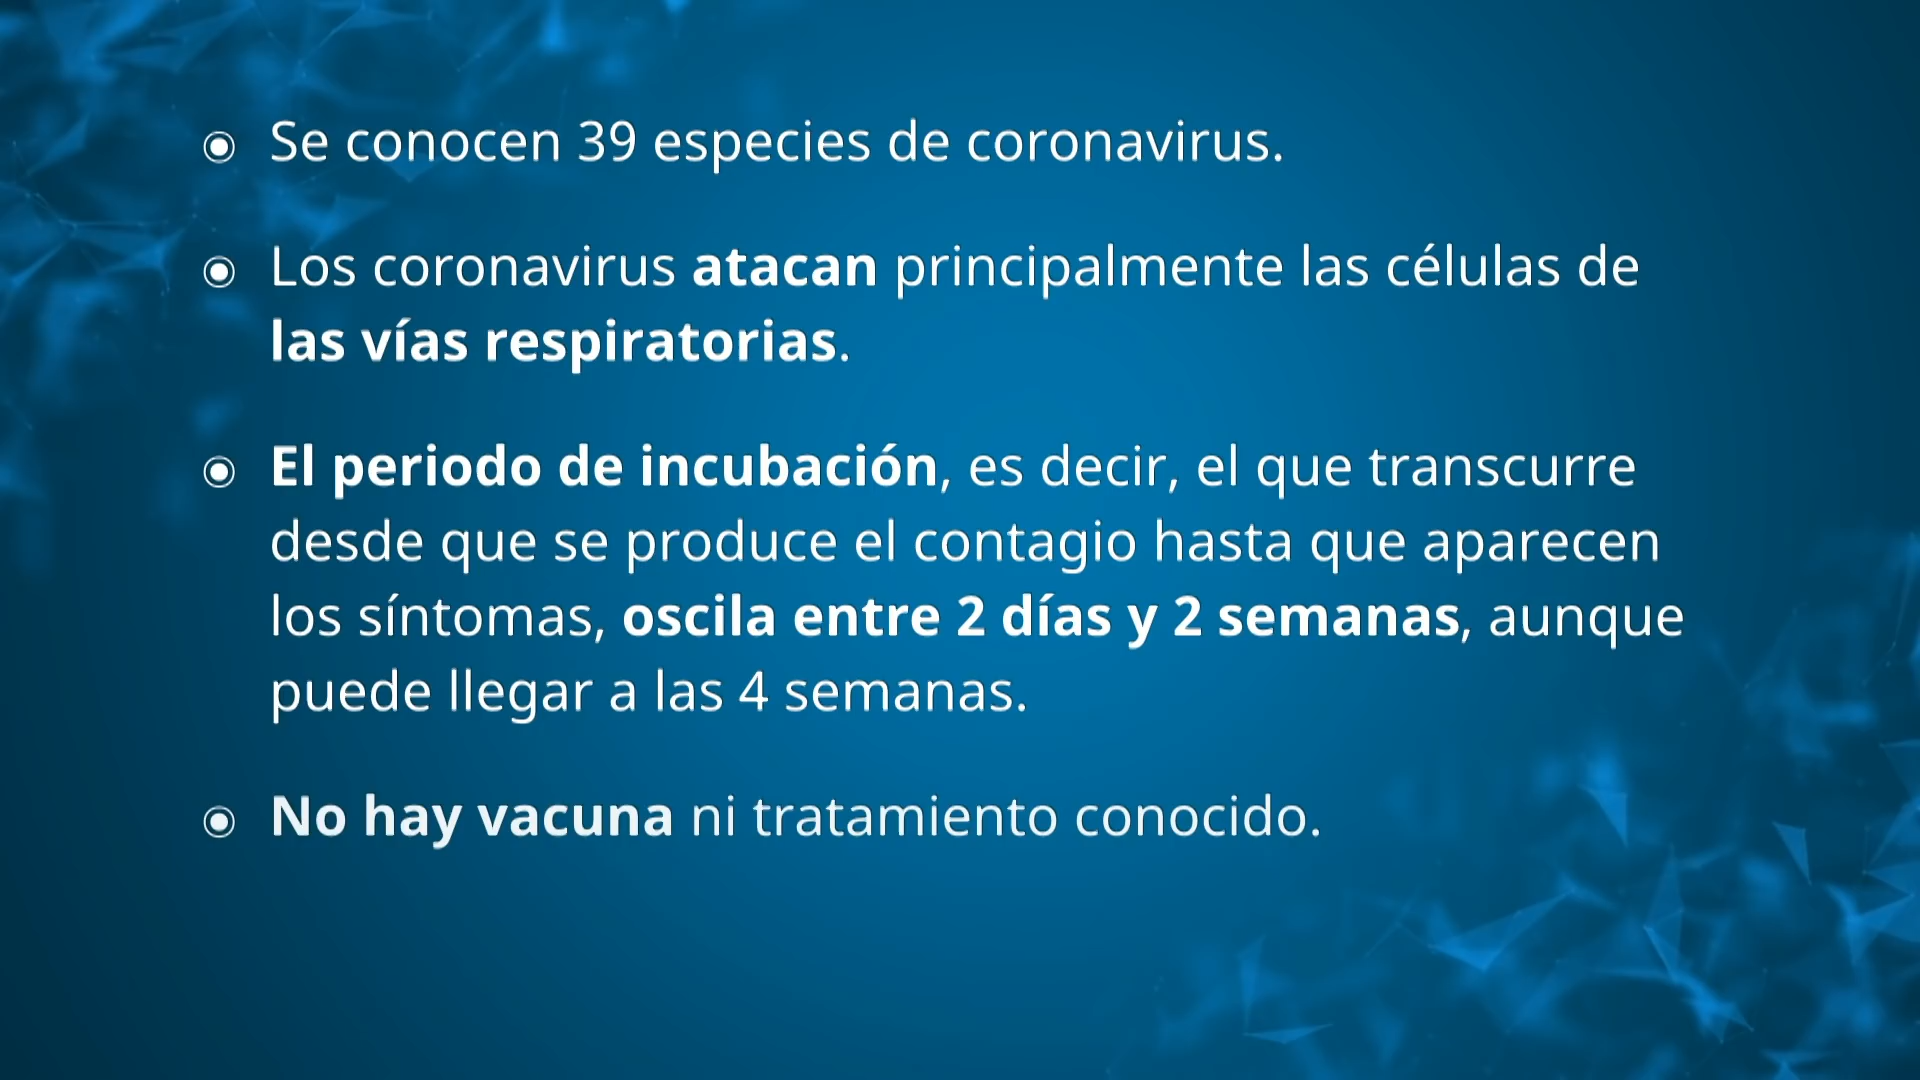 Se conocen 39 especies de coronavirus.
Los coronavirus atacan principalmente las células de
las vías respiratorias.
El periodo de incubación, es decir, el que transcurre
desde que se produce el contagio hasta que aparecen
los síntomas, oscila entre 2 días y 2 semanas, aunque
puede llegar a las 4 semanas.
No hay vacuna ni tratamiento conocido.